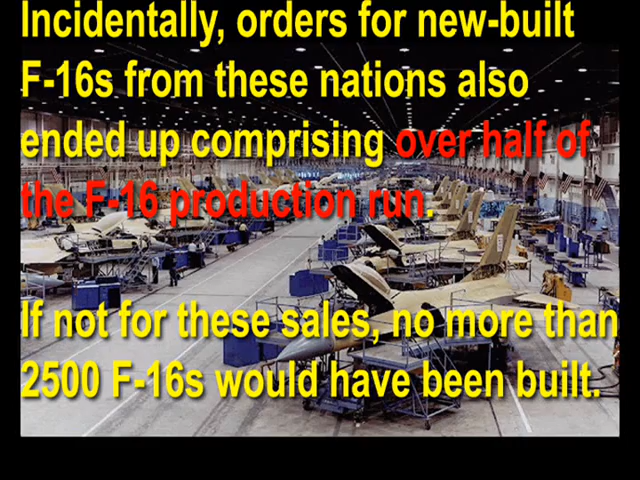 Incidentally, orders for new-built
F-16s from these nations also
ended up comprising over half of
the F-16 production run.
If not for these sales, no more than
2500 F-16s would have been built.